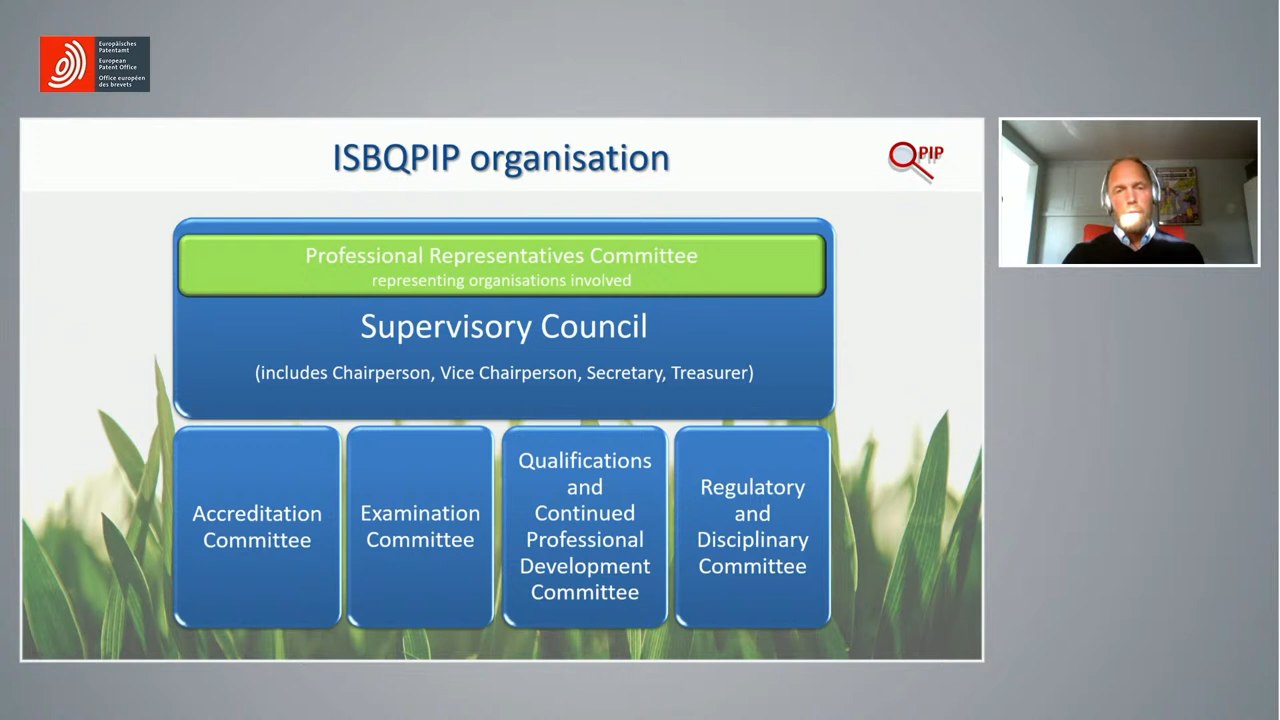 Europäisches
Patentamt
European
Patent Office
Office européen
des brevets
ISBQPIP organisation
PIP
Professional Representatives Committee
representing organisations involved
Supervisory Council
(includes Chairperson, Vice Chairperson, Secretary, Treasurer)
Accreditation
Committee
Examination
Committee
Qualifications
and
Continued
Professional
Development
Committee
Regulatory
and
Disciplinary
Committee